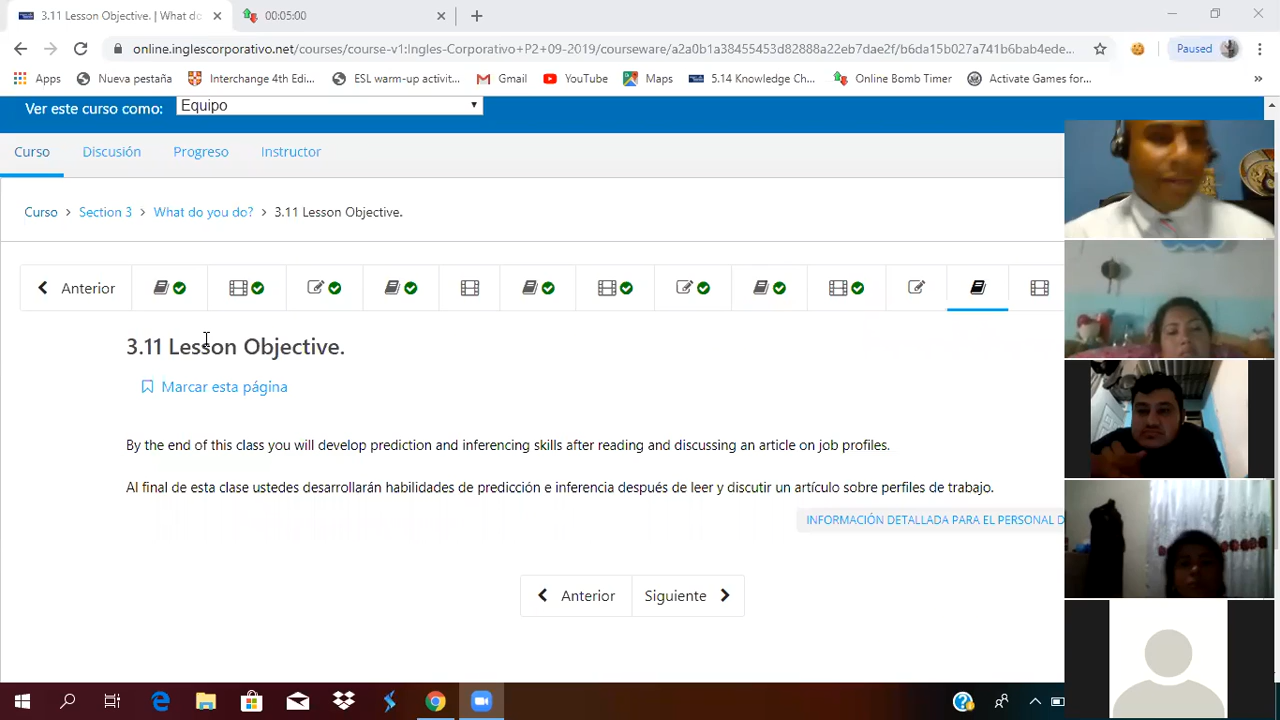 3.11 Lesson Objective. | What do
00:05:00
online.inglescorporativo.net/courses/course-v1:Ingles-Corporativo+P2+09-2019/courseware/a2a0b1a38455453d82885a22eb7dae2f/b6da15b027a741b6bab4ede...
Paused
Apps
Nueva pestaña
Interchange 4th Edi...
ESL warm-up activit...
Gmail
YouTube
Maps
5.14 Knowledge Ch...
Online Bomb Timer
Activate Games for...
»
Ver este curso como:
Equipo
Curso
Discusión
Progreso
Instructor
Curso > Section 3 > What do you do? > 3.11 Lesson Objective.
Anterior
3.11 Lesson Objective.
Marcar esta página
By the end of this class you will develop prediction and inferencing skills after reading and discussing an article on job profiles.
Al final de esta clase ustedes desarrollarán habilidades de predicción e inferencia después de leer y discutir un artículo sobre perfiles de trabajo.
INFORMACIÓN DETALLADA PARA EL PERSONAL D
Anterior
Siguiente